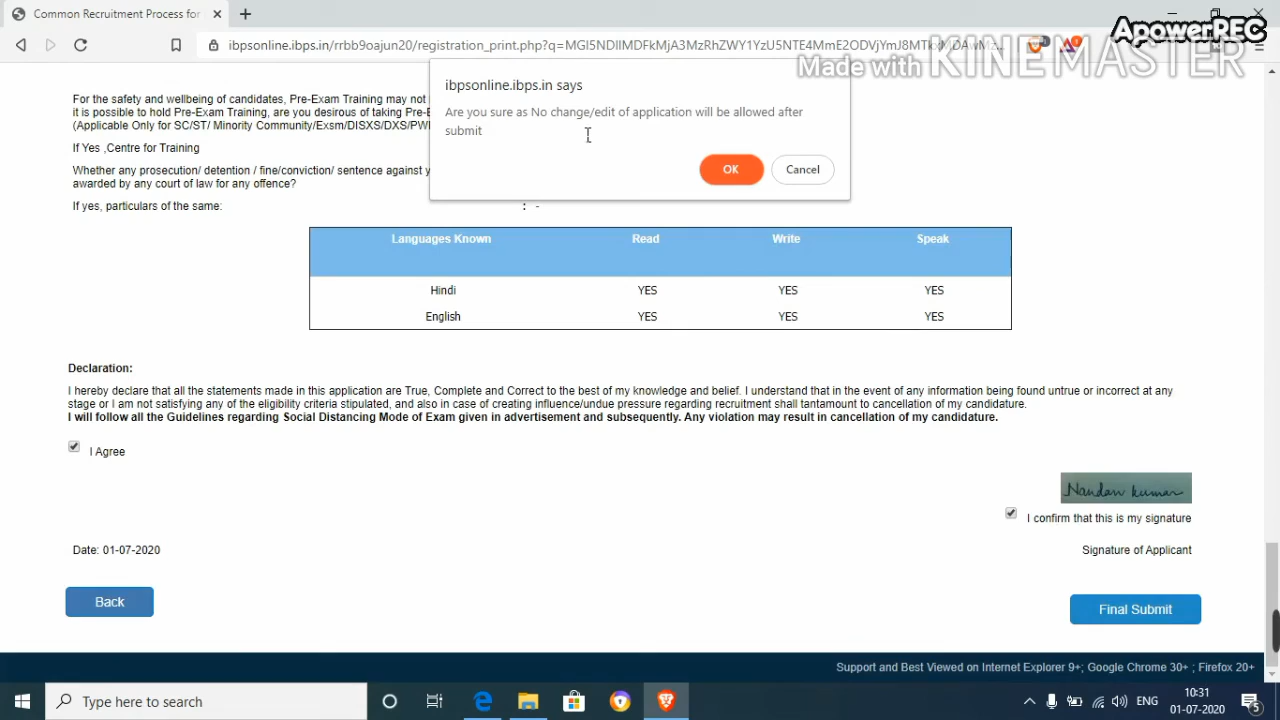 Common Recruitment Process for
ApowerREC
Made with KINEMASTER
ibpsonline.ibps.in says
Are you sure as No change/edit of application will be allowed after
submit
OK
Cancel
For the safety and wellbeing of candidates, Pre-Exam Training may not
it is possible to hold Pre-Exam Training, are you desirous of taking Pre-E
(Applicable Only for SC/ST/ Minority Community/Exsm/DISXS/DXS/PW
If Yes ,Centre for Training
Whether any prosecution/ detention / fine/conviction/ sentence against y
awarded by any court of law for any offence?
If yes, particulars of the same: : -
Languages Known Read Write Speak
Hindi YES YES YES
English YES YES YES
Declaration:
I hereby declare that all the statements made in this application are True, Complete and Correct to the best of my knowledge and belief. I understand that in the event of any information being found untrue or incorrect at any
stage or I am not satisfying any of the eligibility criteria stipulated, and also in case of creating influence/undue pressure regarding recruitment shall tantamount to cancellation of my candidature.
I will follow all the Guidelines regarding Social Distancing Mode of Exam given in advertisement and subsequently. Any violation may result in cancellation of my candidature.
I Agree
Nandan kumar
I confirm that this is my signature
Date: 01-07-2020
Signature of Applicant
Back
Final Submit
Support and Best Viewed on Internet Explorer 9+; Google Chrome 30+ ; Firefox 20+
Type here to search
ENG
10:31
01-07-2020
5